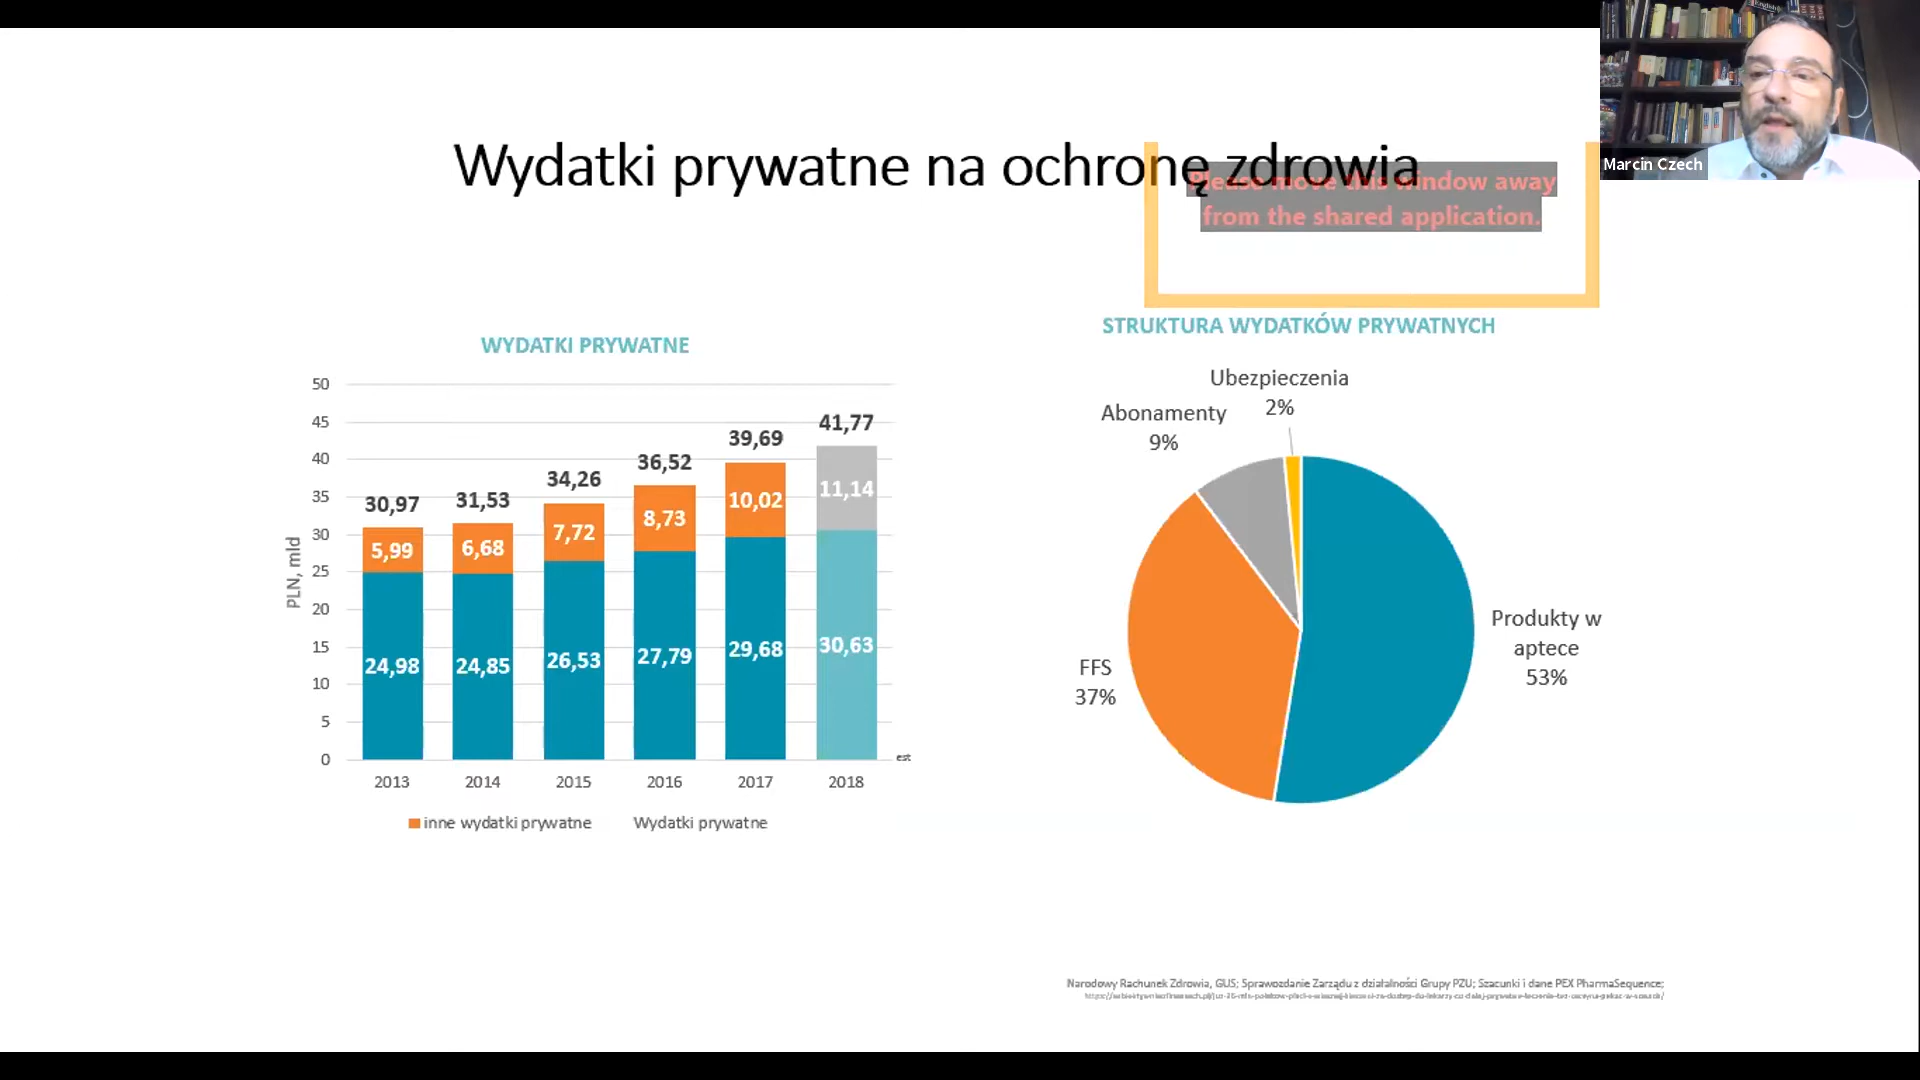 Wydatki prywatne na ochronę zdrowia
Please move this window away
from the shared application.
Marcin Czech
WYDATKI PRYWATNE
50
45
40
35
30
25
20
15
10
5
0
PLN, mld
30,97
31,53
34,26
36,52
39,69
41,77
5,99
6,68
7,72
8,73
10,02
11,14
24,98
24,85
26,53
27,79
29,68
30,63
2013
2014
2015
2016
2017
2018
inne wydatki prywatne
Wydatki prywatne
STRUKTURA WYDATKÓW PRYWATNYCH
Ubezpieczenia
2%
Abonamenty
9%
FFS
37%
Produkty w
aptece
53%
Narodowy Rachunek Zdrowia, GUS; Sprawozdanie Zarządu z działalności Grupy PZU; Szacunki i dane PEX PharmaSequence;